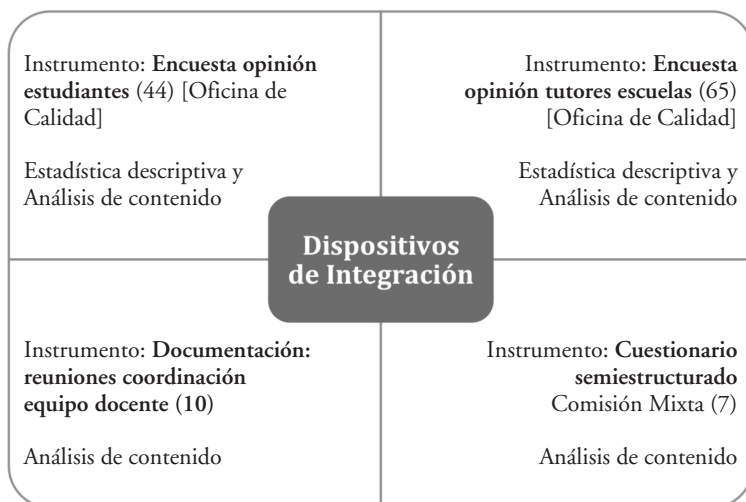 Instrumento: Encuesta opinión
estudiantes (44) [Oficina de
Calidad]
Estadística descriptiva y
Análisis de contenido
Instrumento: Encuesta
opinión tutores escuelas (65)
[Oficina de Calidad]
Estadística descriptiva y
Análisis de contenido
Dispositivos
de Integración
Instrumento: Documentación:
reuniones coordinación
equipo docente (10)
Análisis de contenido
Instrumento: Cuestionario
semiestructurado
Comisión Mixta (7)
Análisis de contenido